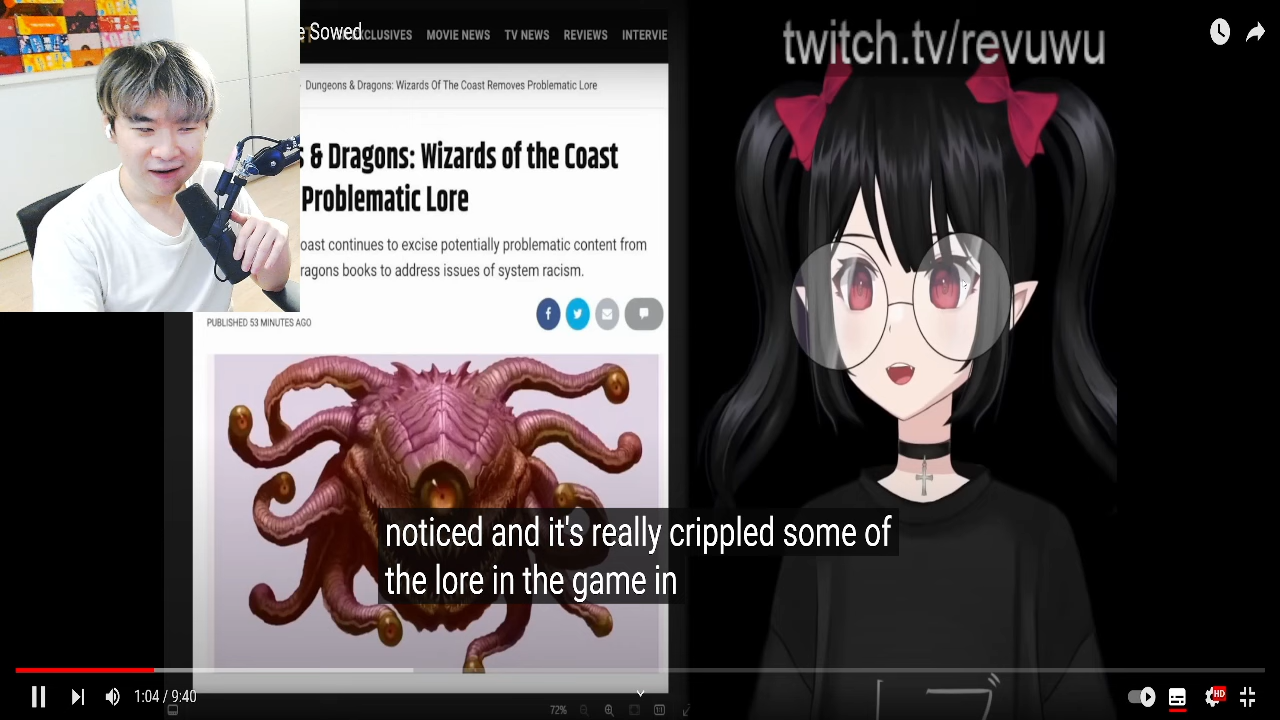 e Sowed
EXCLUSIVES MOVIE NEWS TV NEWS REVIEWS INTERVIE
twitch.tv/revuwu
Dungeons & Dragons: Wizards Of The Coast Removes Problematic Lore
& Dragons: Wizards of the Coast
Problematic Lore
oast continues to excise potentially problematic content from
ragons books to address issues of system racism.
PUBLISHED 53 MINUTES AGO
noticed and it's really crippled some of
the lore in the game in
1:04 / 9:40
HD
72%